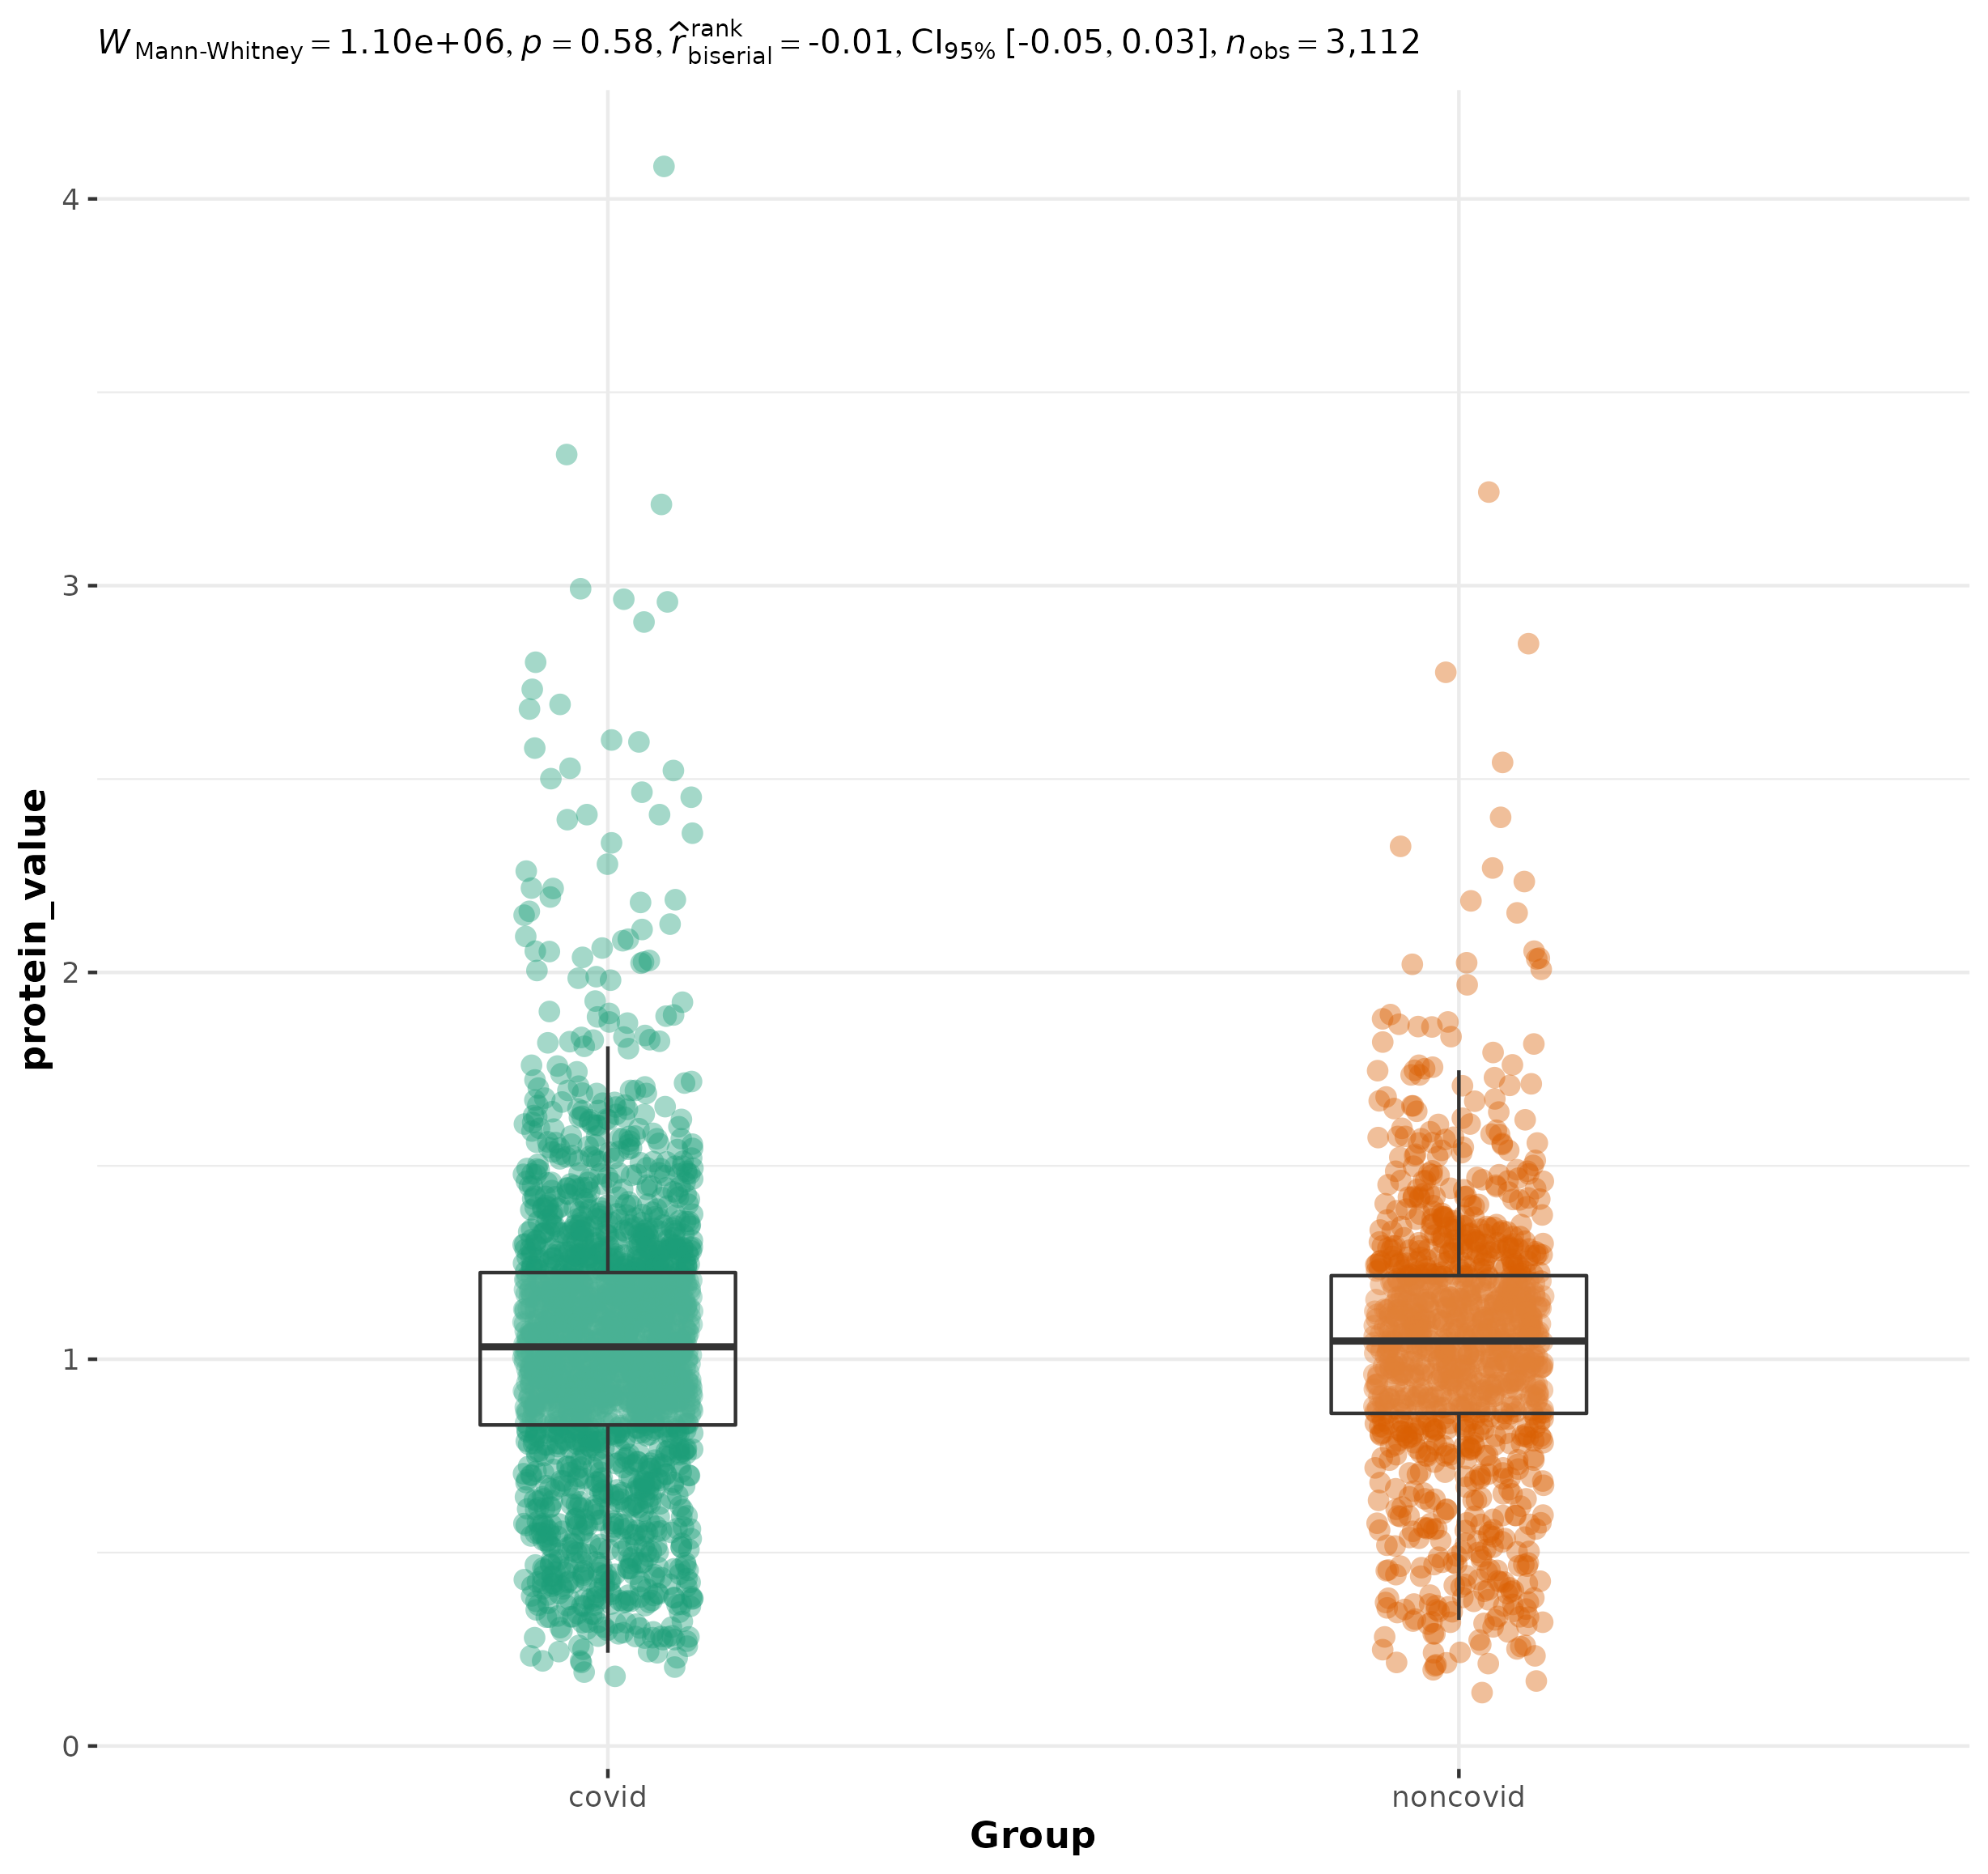 W Mann-Whitney = 1.10e+06, p = 0.58, r̂ rank biserial = -0.01, CI95% [-0.05, 0.03], nobs = 3,112
4
3
2
1
0
protein_value
covid noncovid
Group